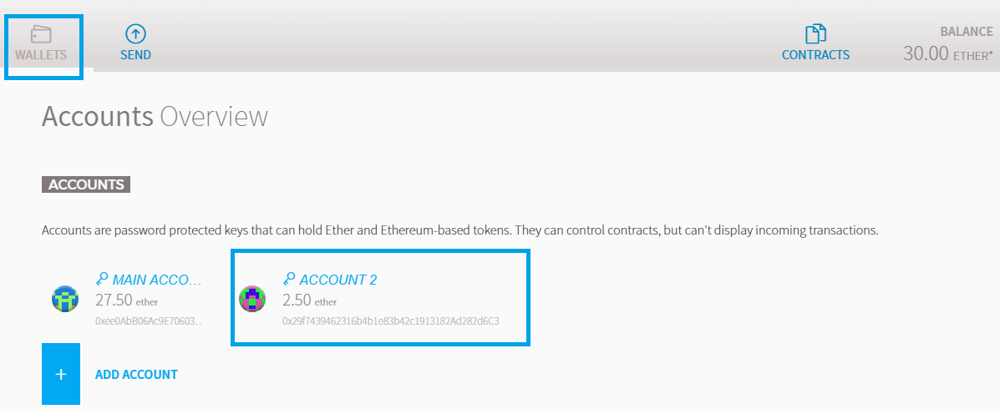 WALLETS
SEND
CONTRACTS
BALANCE
30.00 ETHER*
Accounts Overview
ACCOUNTS
Accounts are password protected keys that can hold Ether and Ethereum-based tokens. They can control contracts, but can't display incoming transactions.
MAIN ACCO...
27.50 ether
0xee0AbB06Ac9E70603..
ACCOUNT 2
2.50 ether
0x29f7439462316b4b1e83b42c1913182Ad282d6C3
+
ADD ACCOUNT